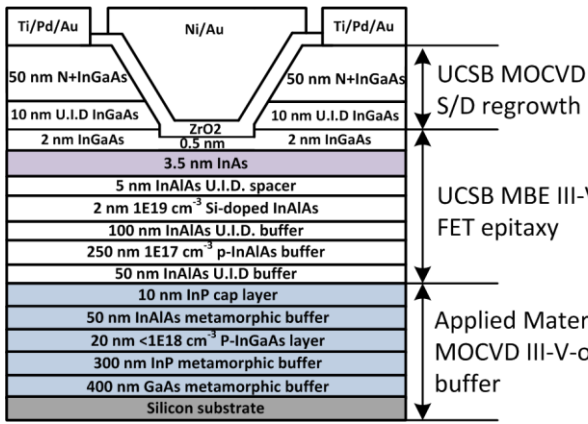 Ti/Pd/Au
Ni/Au
Ti/Pd/Au
50 nm N+InGaAs
50 nm N+InGaAs
10 nm U.I.D InGaAs
10 nm U.I.D InGaAs
ZrO2
2 nm InGaAs
0.5 nm
2 nm InGaAs
3.5 nm InAs
5 nm InAlAs U.I.D. spacer
2 nm 1E19 cm⁻³ Si-doped InAlAs
100 nm InAlAs U.I.D. buffer
250 nm 1E17 cm⁻³ p-InAlAs buffer
50 nm InAlAs U.I.D buffer
10 nm InP cap layer
50 nm InAlAs metamorphic buffer
20 nm <1E18 cm⁻³ P-InGaAs layer
300 nm InP metamorphic buffer
400 nm GaAs metamorphic buffer
Silicon substrate
UCSB MOCVD
S/D regrowth
UCSB MBE III-V
FET epitaxy
Applied Mater
MOCVD III-V-o
buffer